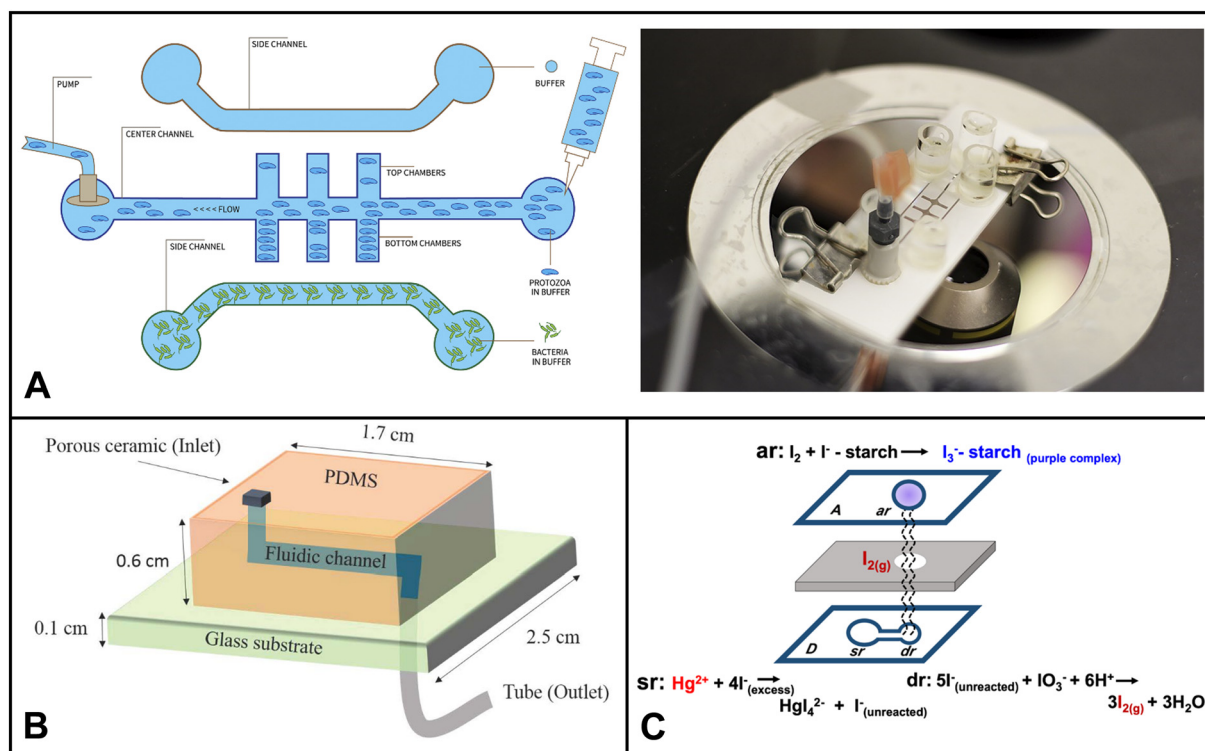 SIDE CHANNEL
BUFFER
PUMP
CENTER CHANNEL
TOP CHAMBERS
<<<<FLOW
SIDE CHANNEL
BOTTOM CHAMBERS
PROTOZOA
IN BUFFER
BACTERIA
IN BUFFER
A
Porous ceramic (Inlet)
1.7 cm
PDMS
0.6 cm
Fluidic channel
0.1 cm
Glass substrate
2.5 cm
Tube (Outlet)
B
ar: I₂ + I⁻ - starch ⟶ I₃⁻- starch (purple complex)
A
ar
I₂(g)
D
sr
dr
sr: Hg²⁺ + 4I⁻(excess) ⟶
HgI₄²⁻ + I⁻(unreacted)
dr: 5I⁻(unreacted) + IO₃⁻ + 6H⁺ ⟶
3I₂(g) + 3H₂O
C